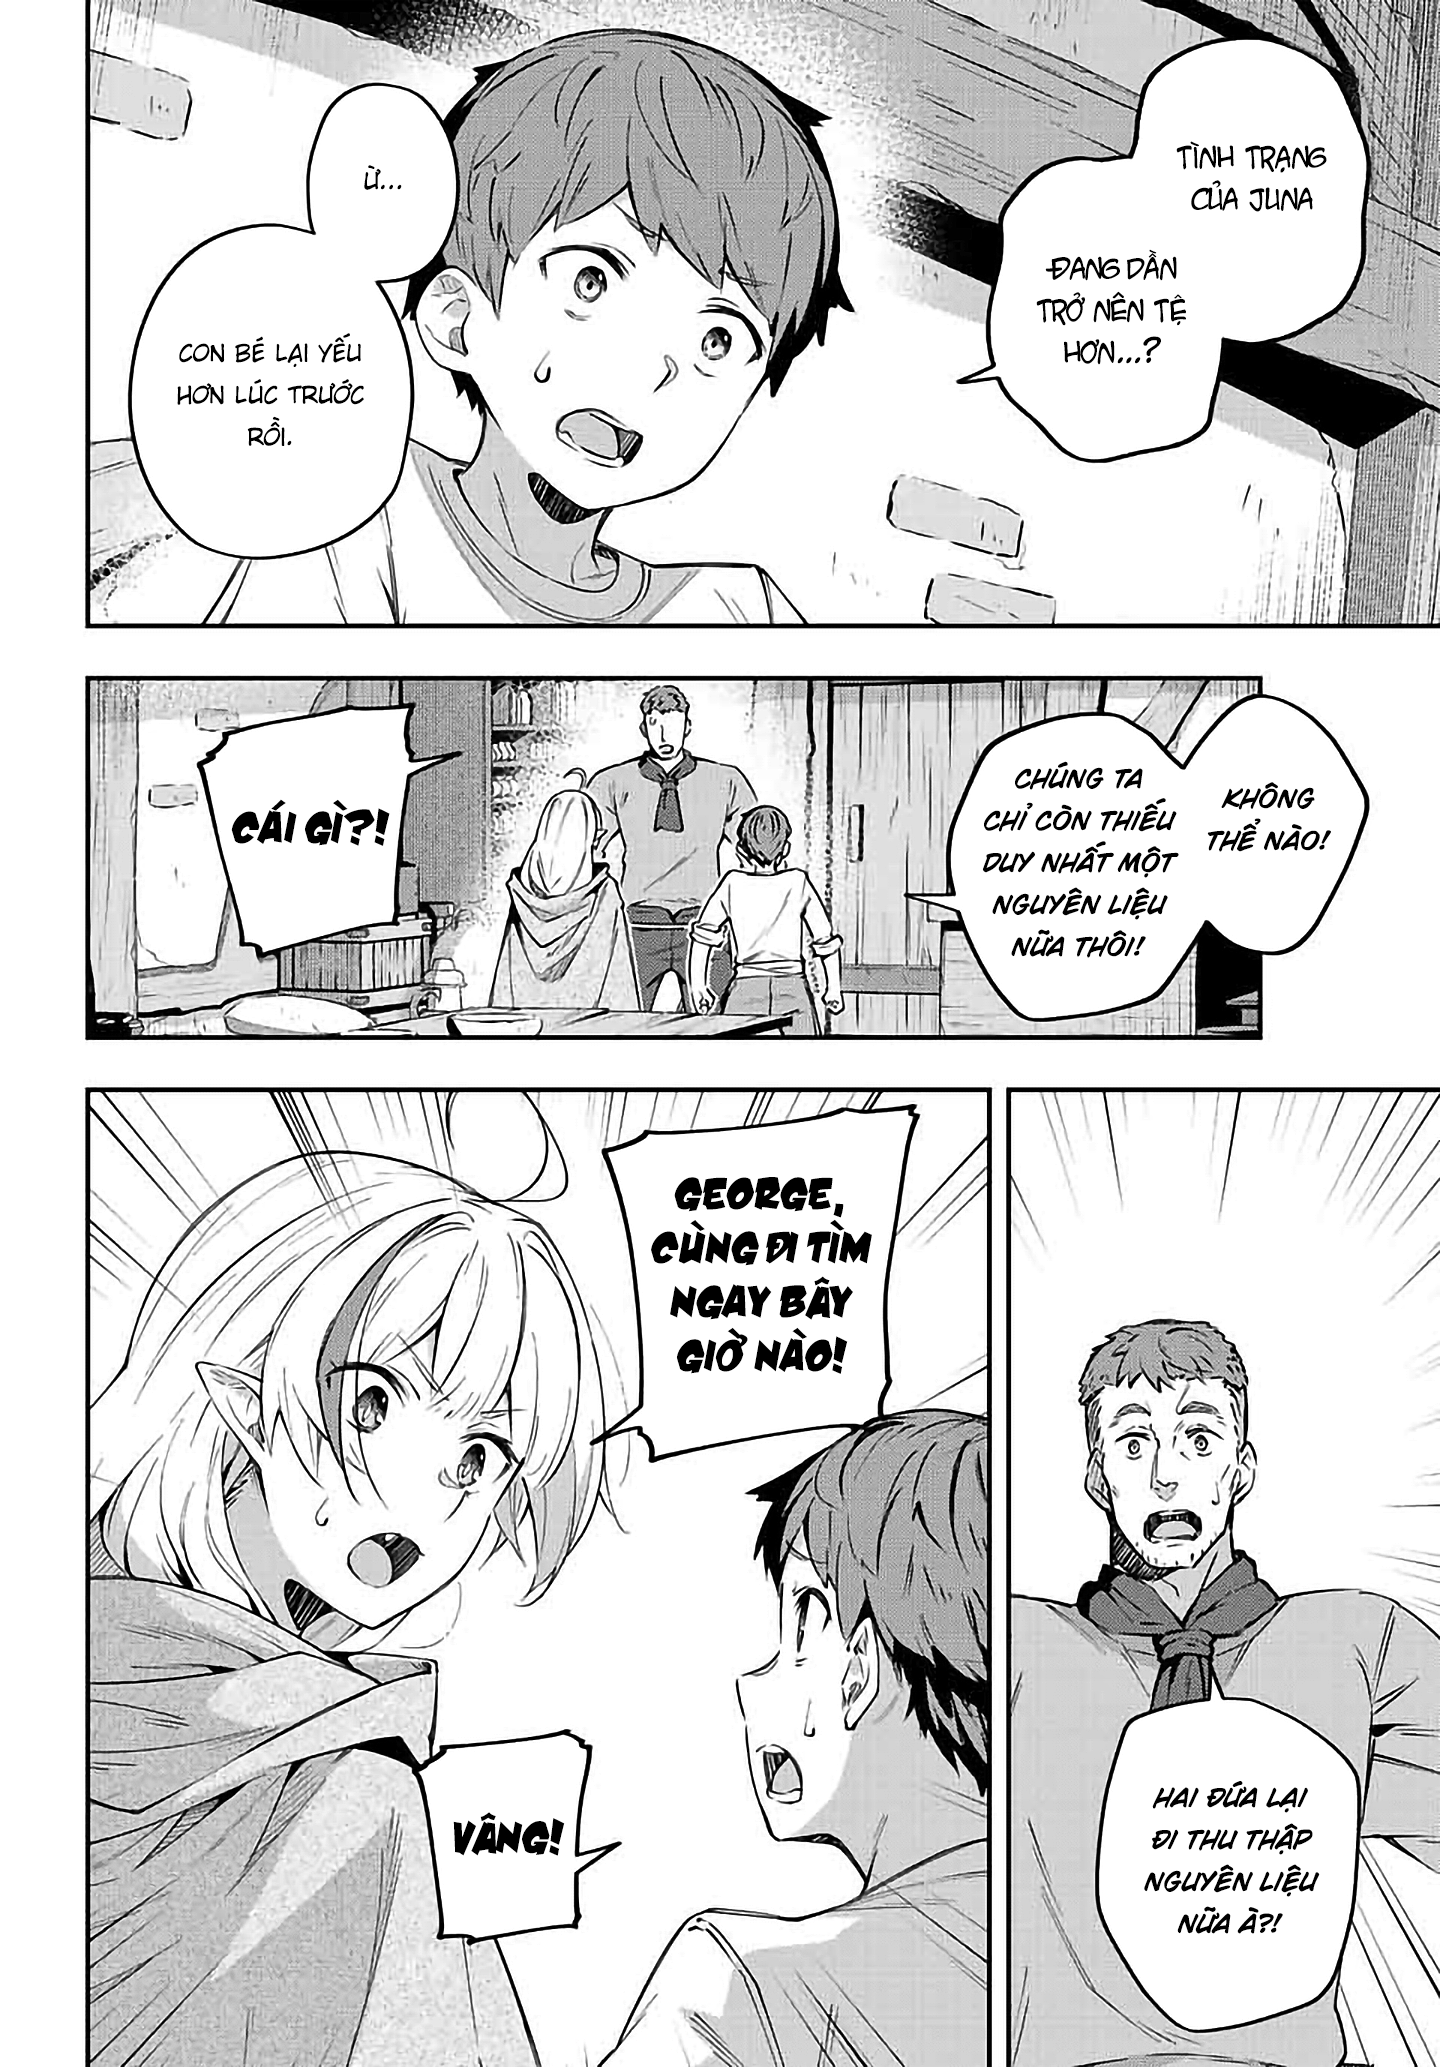 TÌNH TRẠNG
CỦA JUNA
ĐANG DẦN
TRỞ NÊN TỆ
HƠN...?
Ừ...
CON BÉ LẠI YẾU
HƠN LÚC TRƯỚC
RỒI.
KHÔNG
THỂ NÀO!
CHÚNG TA
CHỈ CÒN THIẾU
DUY NHẤT MỘT
NGUYÊN LIỆU
NỮA THÔI!
CÁI GÌ?!
HAI ĐỨA LẠI
ĐI THU THẬP
NGUYÊN LIỆU
NỮA À?!
GEORGE,
CÙNG ĐI TÌM
NGAY BÂY
GIỜ NÀO!
VÂNG!